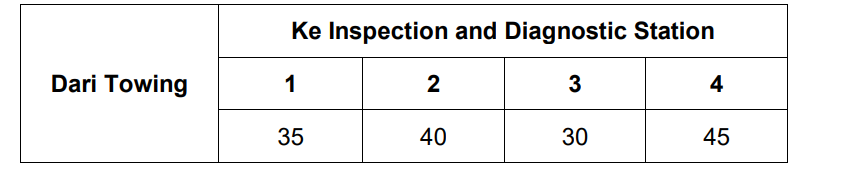 Ke Inspection and Diagnostic Station
Dari Towing
1 2 3 4
35 40 30 45